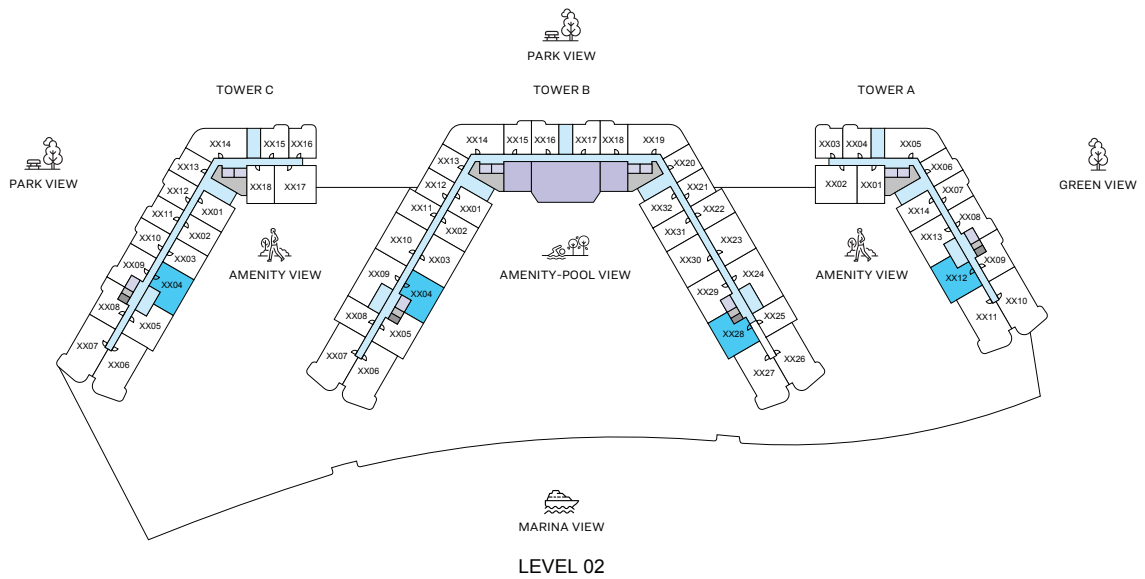 PARK VIEW
TOWER C
TOWER B
TOWER A
PARK VIEW
GREEN VIEW
XX14
XX15
XX16
XX13
XX18
XX17
XX12
XX01
XX11
XX02
XX10
XX03
XX09
XX04
XX08
XX05
XX07
XX06
AMENITY VIEW
XX14
XX15
XX16
XX17
XX18
XX19
XX13
XX20
XX12
XX21
XX11
XX01
XX32
XX22
XX02
XX31
XX10
XX23
XX03
XX30
XX09
XX24
XX04
XX29
XX08
XX25
XX05
XX28
XX07
XX26
XX06
XX27
AMENITY-POOL VIEW
XX03
XX04
XX05
XX02
XX01
XX06
XX07
XX14
XX08
XX13
XX09
XX12
XX10
XX11
AMENITY VIEW
MARINA VIEW
LEVEL 02